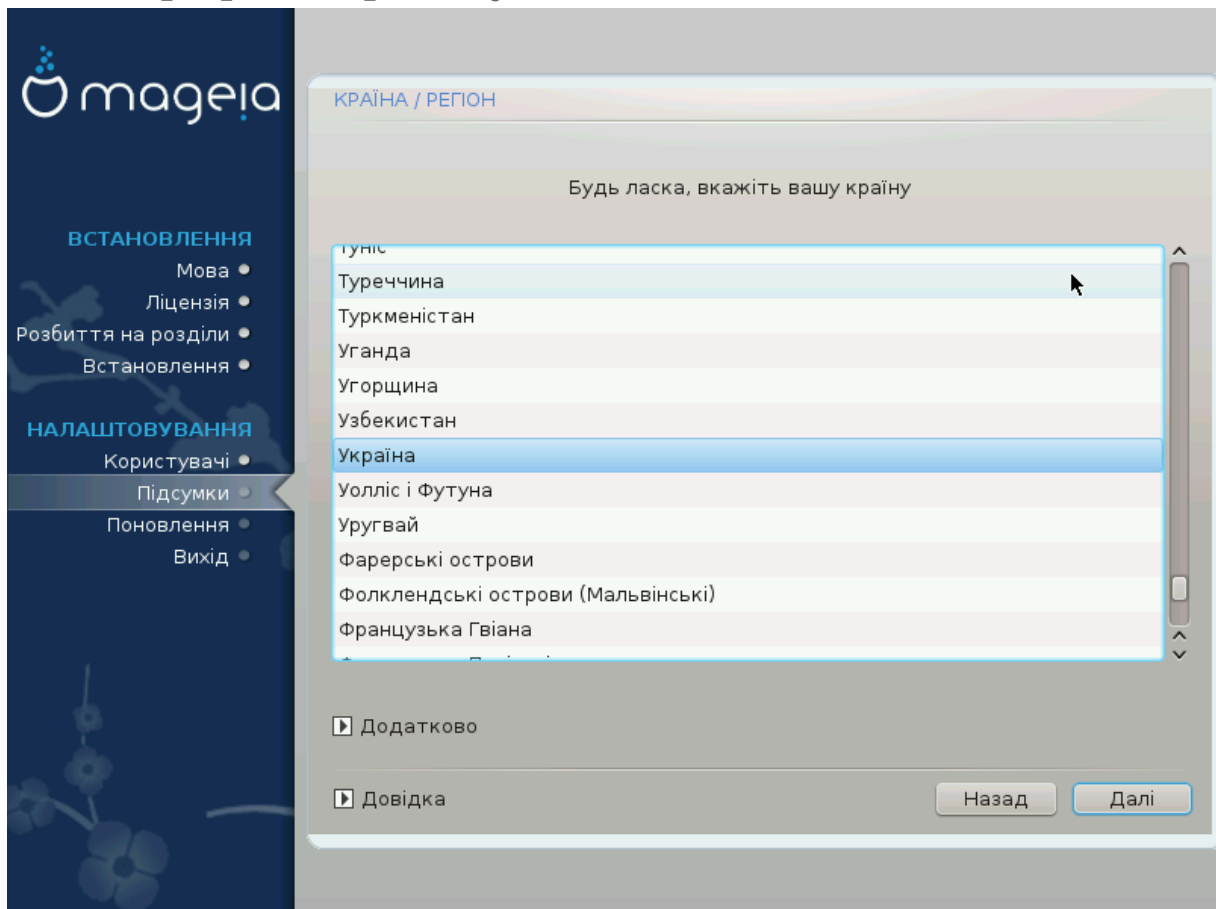 mageia
ВСТАНОВЛЕННЯ
Мова
Ліцензія
Розбиття на розділи
Встановлення
НАЛАШТОВУВАННЯ
Користувачі
Підсумки
Поновлення
Вихід
КРАЇНА / РЕГІОН
Будь ласка, вкажіть вашу країну
Туніс
Туреччина
Туркменістан
Уганда
Угорщина
Узбекистан
Україна
Уолліс і Футуна
Уругвай
Фарерські острови
Фолклендські острови (Мальвінські)
Французька Гвіана
Додатково
Довідка
Назад
Далі